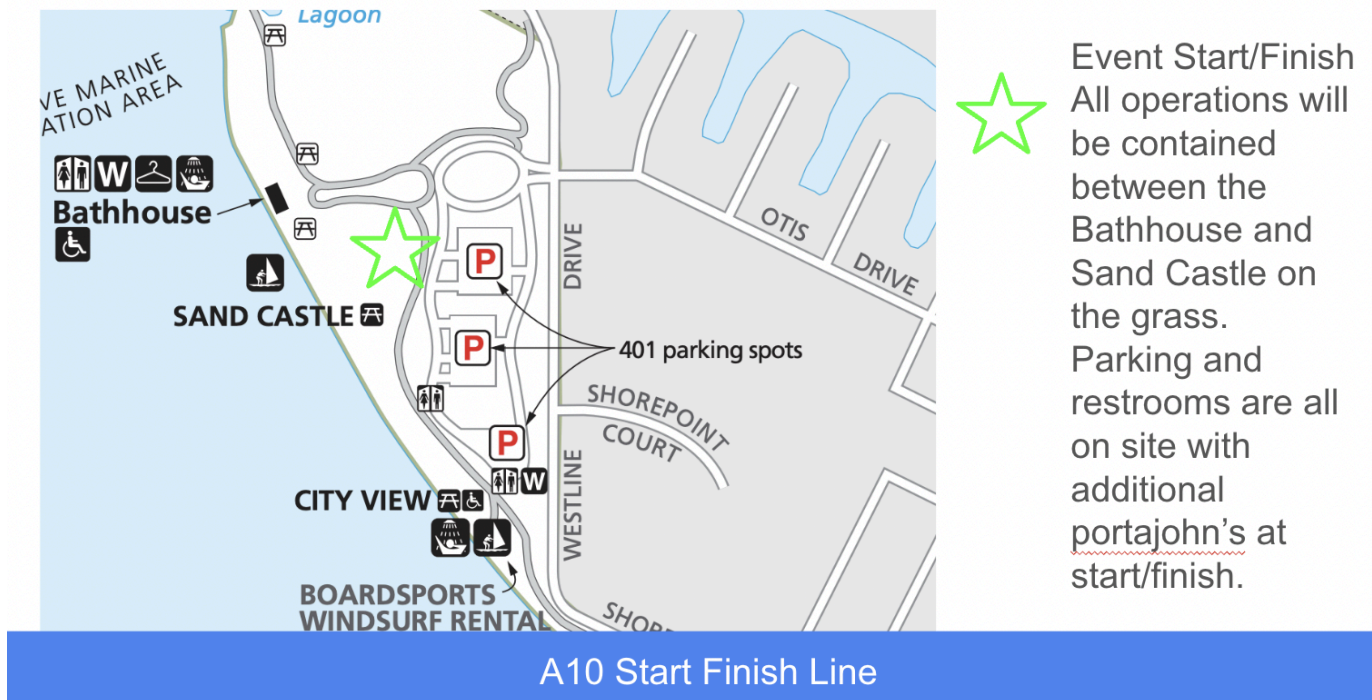 Lagoon
VE MARINE
ATION AREA
W
Bathhouse
SAND CASTLE
P
P
P
401 parking spots
DRIVE
OTIS
DRIVE
SHOREPOINT
COURT
WESTLINE
W
CITY VIEW
BOARDSPORTS
WINDSURF RENTAL
SHOR
Event Start/Finish
All operations will
be contained
between the
Bathhouse and
Sand Castle on
the grass.
Parking and
restrooms are all
on site with
additional
portajohn’s at
start/finish.
A10 Start Finish Line